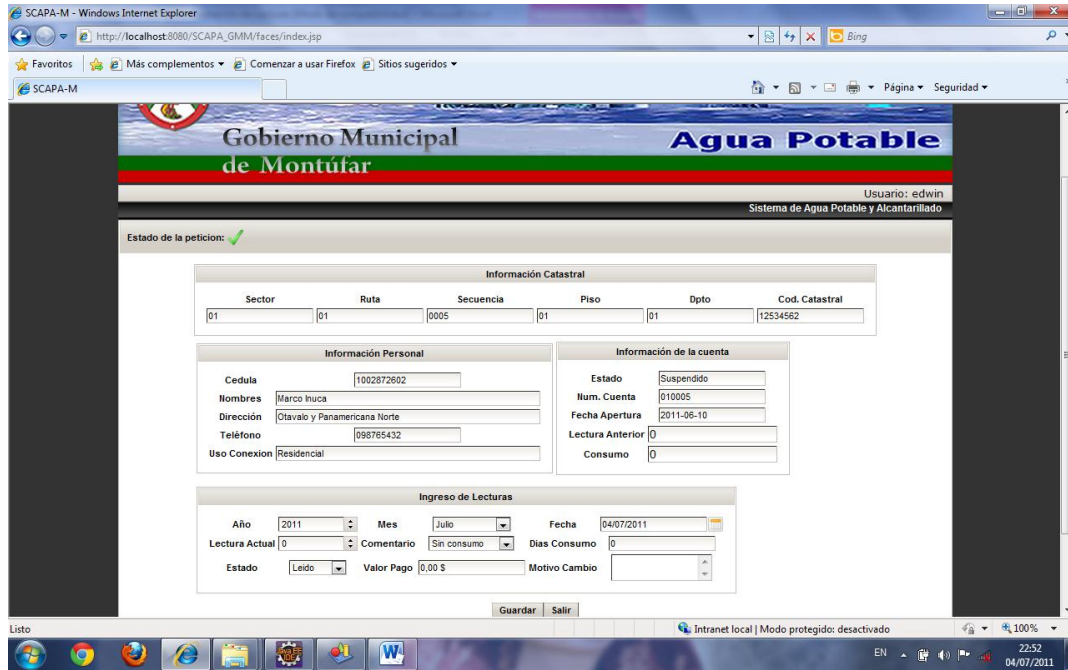 SCAPA-M - Windows Internet Explorer
http://localhost:8080/SCAPA_GMM/faces/index.jsp
Bing
Favoritos Más complementos Comenzar a usar Firefox Sitios sugeridos
SCAPA-M
Página Seguridad
Gobierno Municipal
de Montúfar
Agua Potable
Usuario: edwin
Sistema de Agua Potable y Alcantarillado
Estado de la peticion:
Información Catastral
Sector Ruta Secuencia Piso Dpto Cod. Catastral
01 01 0005 01 01 12534562
Información Personal
Cedula 1002872602
Nombres Marco Inuca
Dirección Otavalo y Panamericana Norte
Teléfono 098765432
Uso Conexion Residencial
Información de la cuenta
Estado Suspendido
Num. Cuenta 010005
Fecha Apertura 2011-06-10
Lectura Anterior 0
Consumo 0
Ingreso de Lecturas
Año 2011 Mes Julio Fecha 04/07/2011
Lectura Actual 0 Comentario Sin consumo Dias Consumo 0
Estado Leido Valor Pago 0,00 $ Motivo Cambio
Guardar Salir
Listo
Intranet local | Modo protegido: desactivado
100%
EN
22:52
04/07/2011